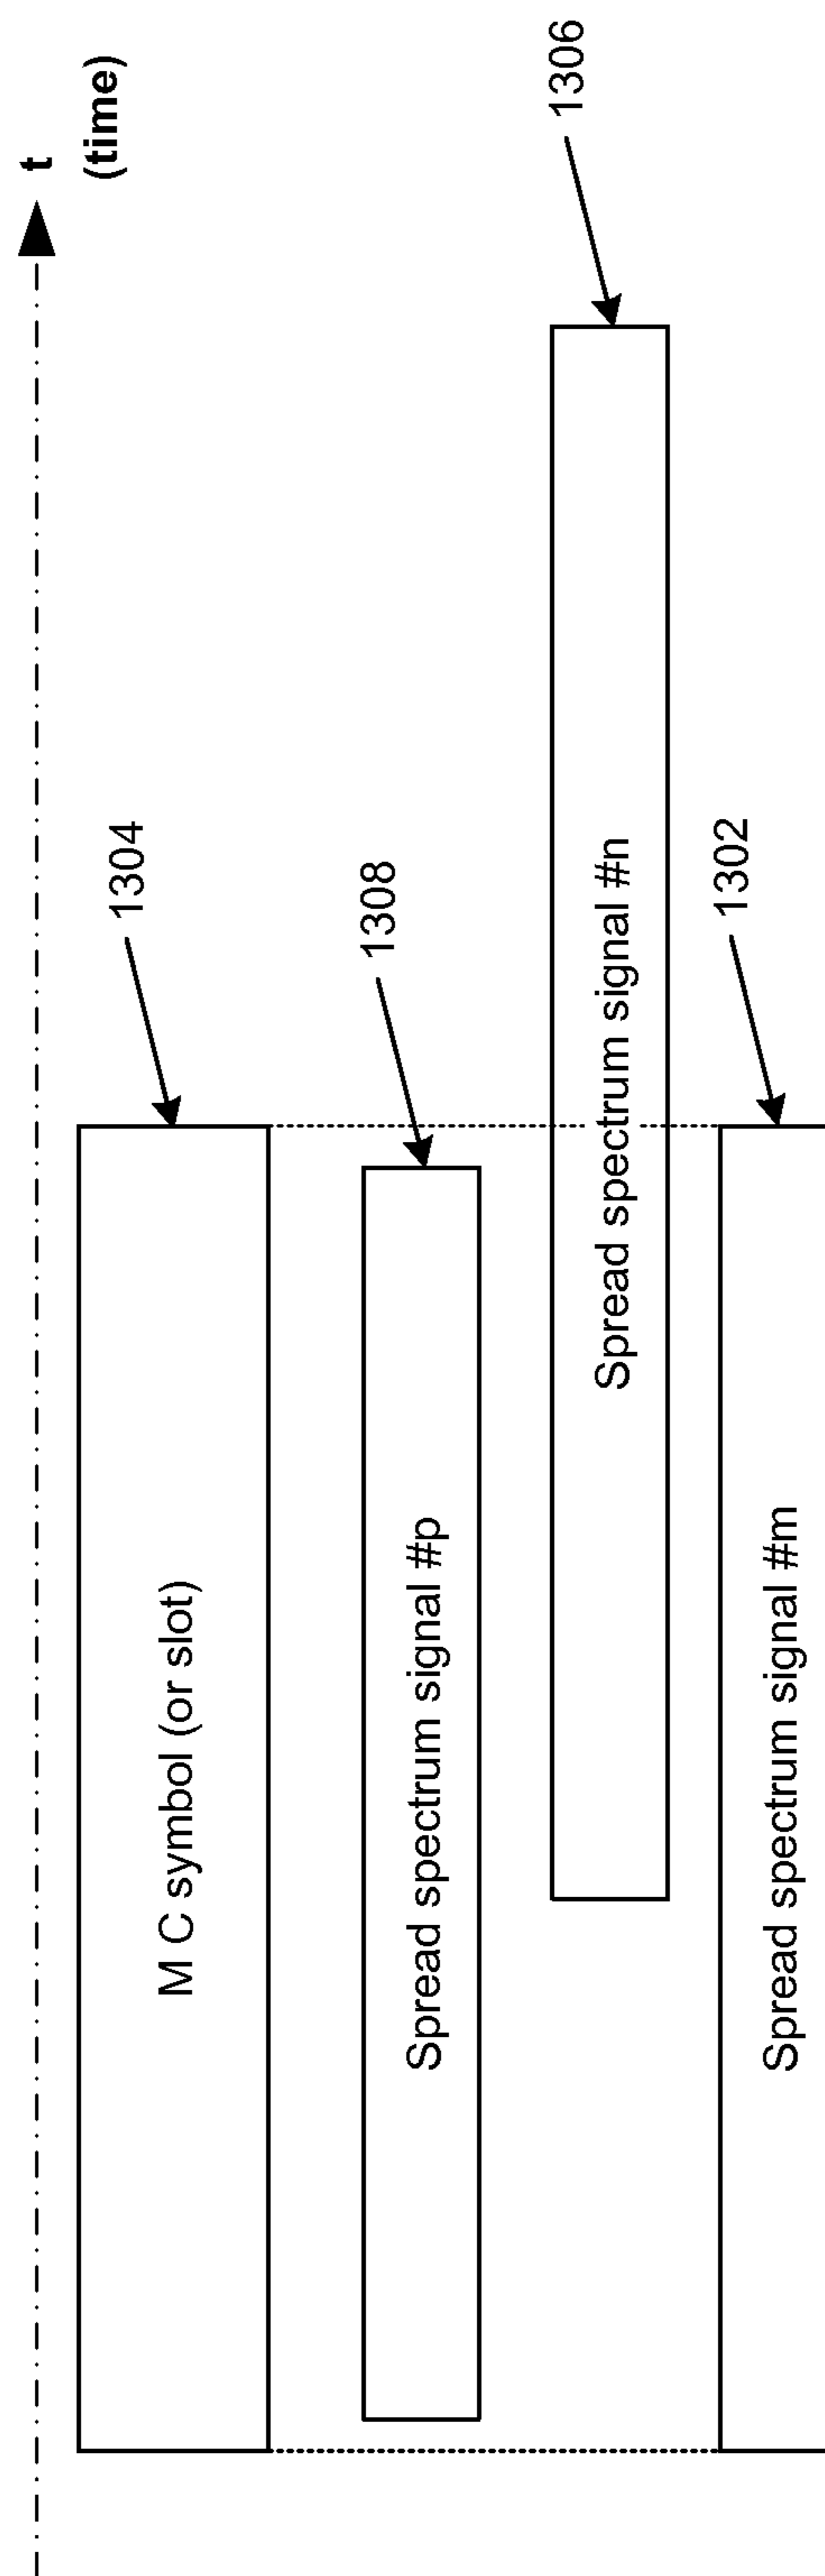 t
(time)
1304
M C symbol (or slot)
1308
Spread spectrum signal #p
1306
Spread spectrum signal #n
1302
Spread spectrum signal #m